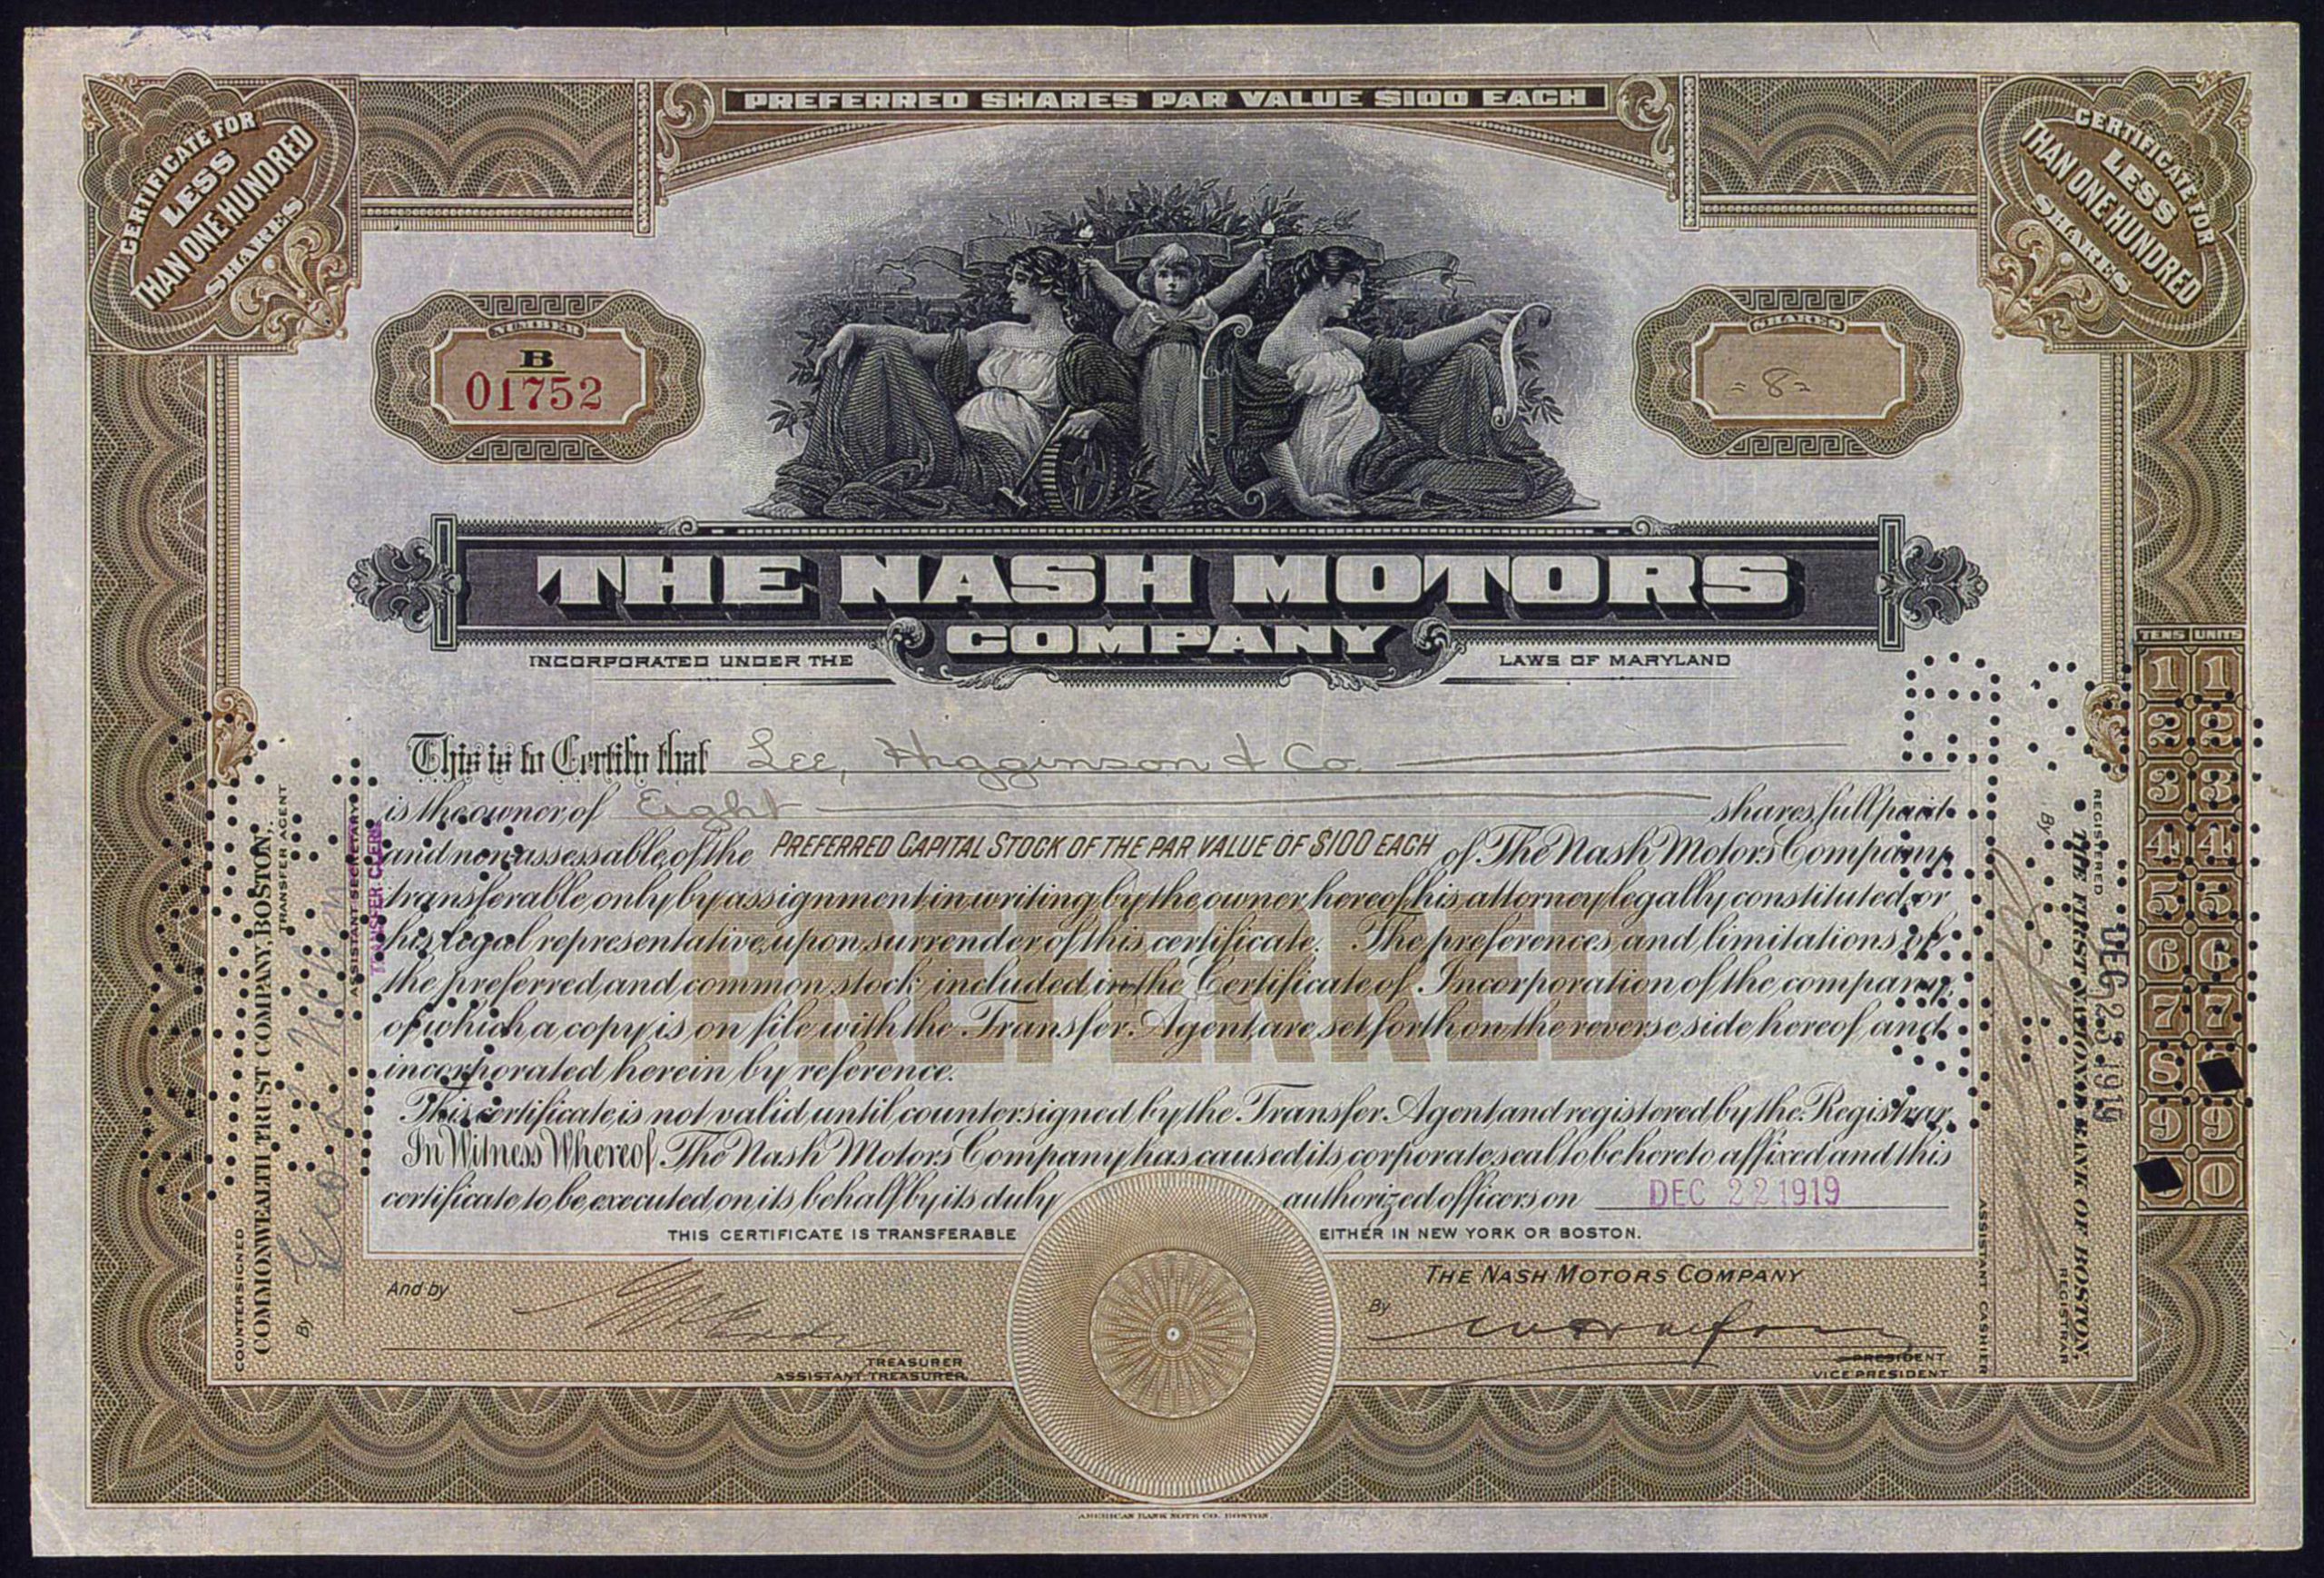 PREFERRED SHARES PAR VALUE $100 EACH
CERTIFICATE FOR
LESS
THAN ONE HUNDRED
SHARES
CERTIFICATE FOR
LESS
THAN ONE HUNDRED
SHARES
NUMBER
B
01752
SHARES
- 8 -
THE NASH MOTORS
COMPANY
INCORPORATED UNDER THE LAWS OF MARYLAND
This is to Certify that Lee, Higginson & Co.
is the owner of Eight shares full paid
and non assessable of the PREFERRED CAPITAL STOCK OF THE PAR VALUE OF $100 EACH of The Nash Motors Company,
transferable only by assignment in writing by the owner hereof, his attorney legally constituted, or
his legal representative, upon surrender of this certificate. The preferences and limitations of
the preferred and common stock included in the Certificate of Incorporation of the company,
of which a copy is on file with the Transfer Agent, are set forth on the reverse side hereof and
incorporated herein by reference.
This certificate is not valid until countersigned by the Transfer Agent and registered by the Registrar.
In Witness Whereof The Nash Motors Company has caused its corporate seal to be hereto affixed and this
certificate to be executed on its behalf by its duly authorized officers on DEC 22 1919
PREFERRED
THIS CERTIFICATE IS TRANSFERABLE EITHER IN NEW YORK OR BOSTON.
And by
TREASURER
ASSISTANT TREASURER
THE NASH MOTORS COMPANY
By
PRESIDENT
VICE PRESIDENT
COUNTERSIGNED
COMMONWEALTH TRUST COMPANY, BOSTON,
TRANSFER AGENT
By
ASSISTANT SECRETARY
TRANSFER CLERK
REGISTERED DEC 23 1919
THE FIRST NATIONAL BANK OF BOSTON,
REGISTRAR
By
ASSISTANT CASHIER
TENS UNITS
1 1
2 2
3 3
4 4
5 5
6 6
7 7
8
9 9
0
AMERICAN BANK NOTE CO. BOSTON.